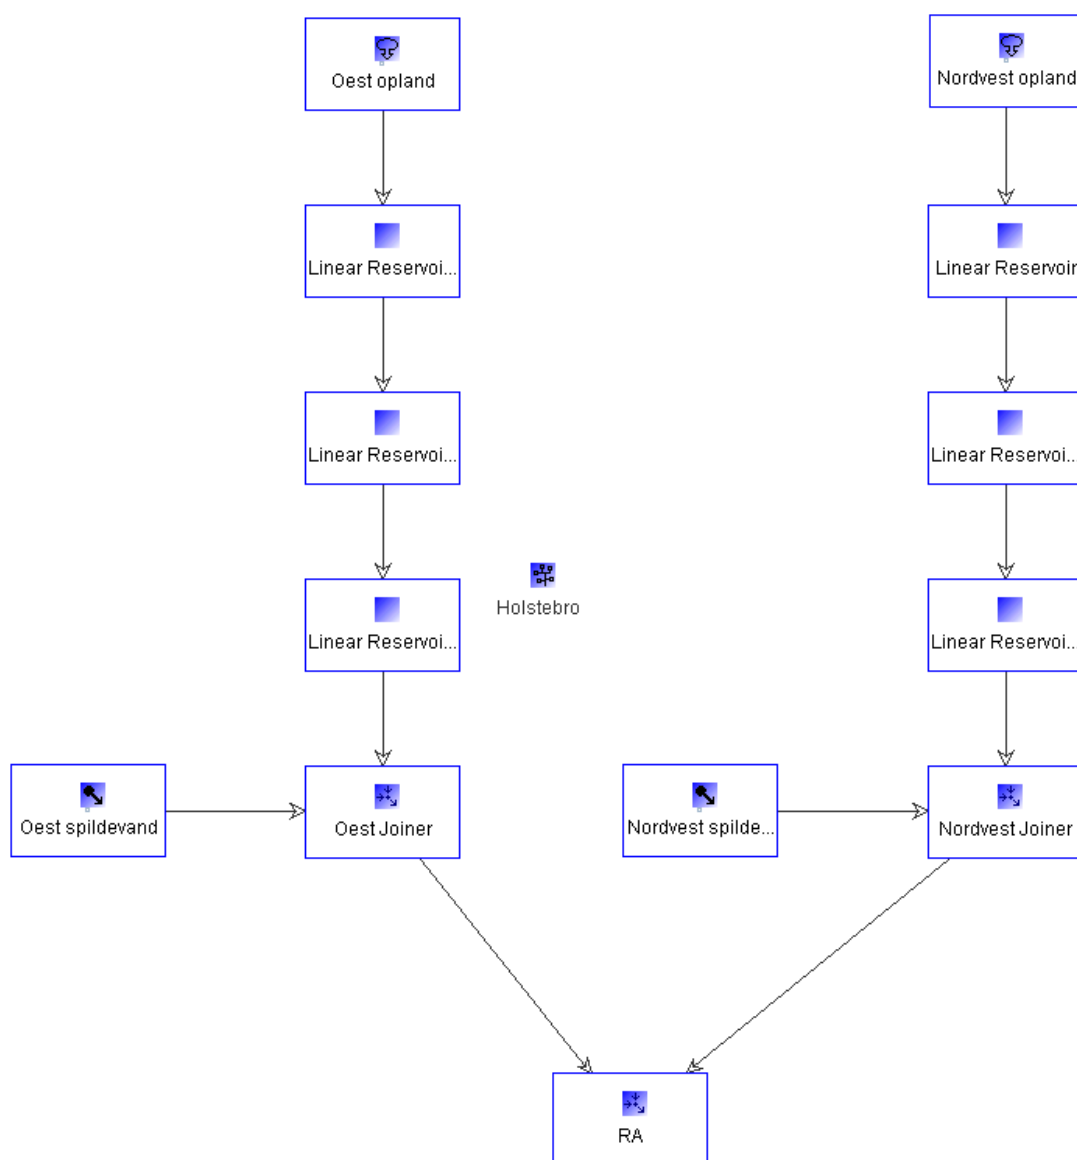 Oest opland
Nordvest opland
Linear Reservoi...
Linear Reservoir
Linear Reservoi...
Linear Reservoi...
Holstebro
Linear Reservoi...
Linear Reservoi...
Oest spildevand
Oest Joiner
Nordvest spilde...
Nordvest Joiner
RA